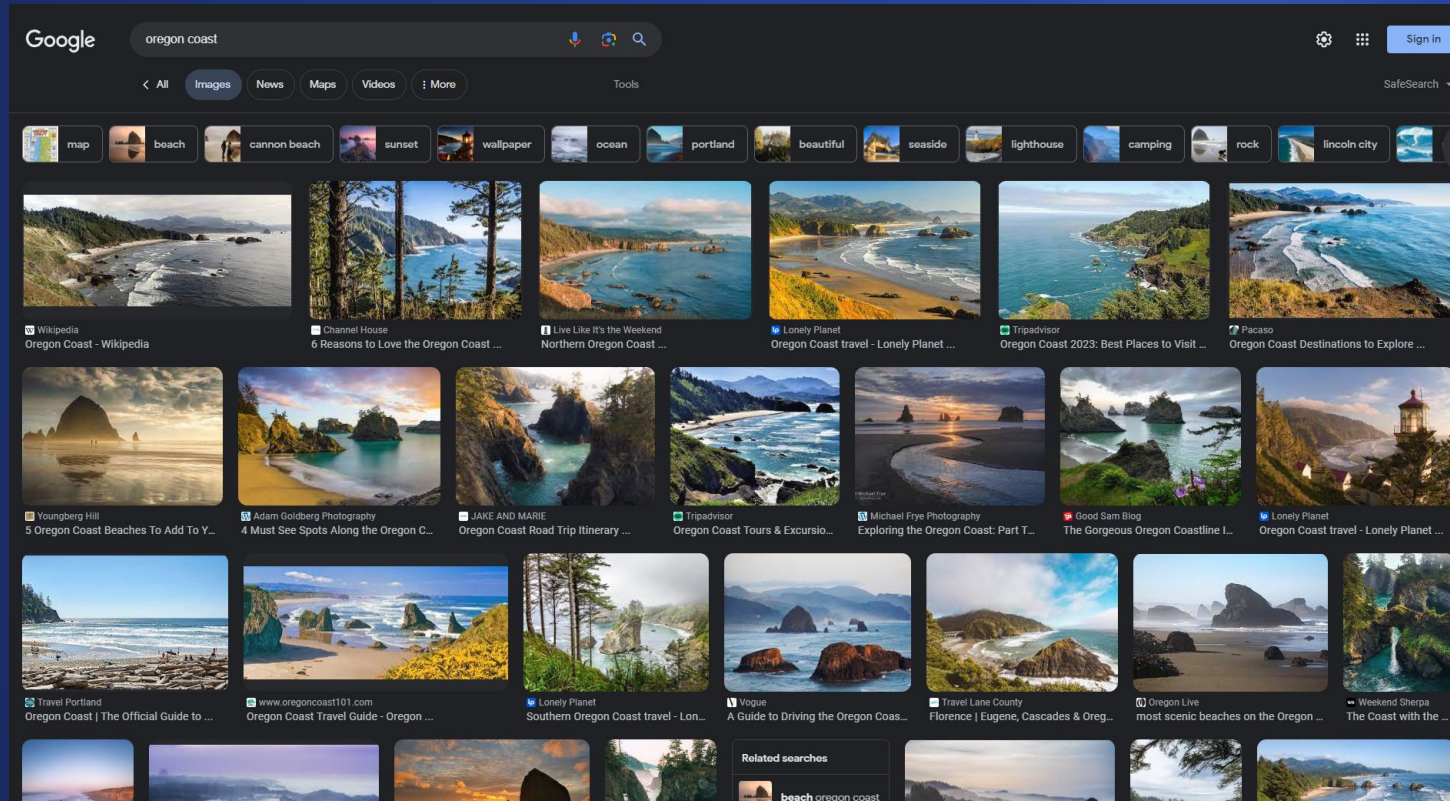 Google
oregon coast
Sign in
All
Images
News
Maps
Videos
More
Tools
SafeSearch
map
beach
cannon beach
sunset
wallpaper
ocean
portland
beautiful
seaside
lighthouse
camping
rock
lincoln city
Wikipedia
Oregon Coast - Wikipedia
Channel House
6 Reasons to Love the Oregon Coast ...
Live Like It's the Weekend
Northern Oregon Coast ...
Lonely Planet
Oregon Coast travel - Lonely Planet ...
Tripadvisor
Oregon Coast 2023: Best Places to Visit ...
Pacaso
Oregon Coast Destinations to Explore ...
Youngberg Hill
5 Oregon Coast Beaches To Add To Y...
Adam Goldberg Photography
4 Must See Spots Along the Oregon C...
JAKE AND MARIE
Oregon Coast Road Trip Itinerary ...
Tripadvisor
Oregon Coast Tours & Excursio...
Michael Frye
Michael Frye Photography
Exploring the Oregon Coast: Part T...
Good Sam Blog
The Gorgeous Oregon Coastline I...
Lonely Planet
Oregon Coast travel - Lonely Planet ...
Travel Portland
Oregon Coast | The Official Guide to ...
www.oregoncoast101.com
Oregon Coast Travel Guide - Oregon ...
Lonely Planet
Southern Oregon Coast travel - Lon...
Vogue
A Guide to Driving the Oregon Coas...
Travel Lane County
Florence | Eugene, Cascades & Oreg...
Oregon Live
most scenic beaches on the Oregon ...
Weekend Sherpa
The Coast with the ...
Related searches
beach oregon coast